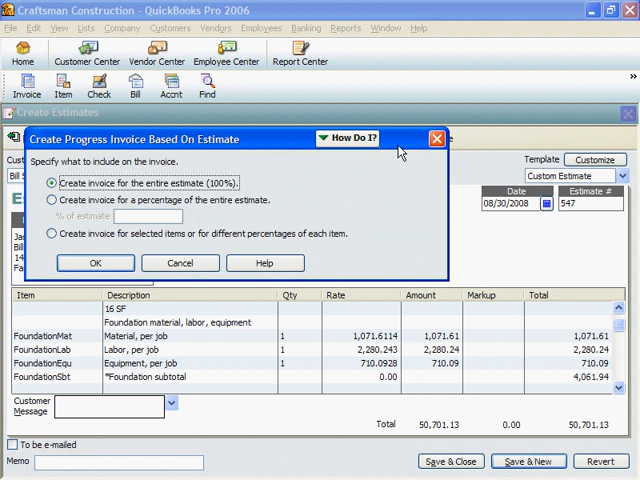 Craftsman Construction - QuickBooks Pro 2006
File Edit View Lists Company Customers Vendors Employees Banking Reports Window Help
Home Customer Center Vendor Center Employee Center Report Center
Invoice Item Check Bill Accnt Find
Create Estimates
Create Progress Invoice Based On Estimate How Do I?
Specify what to include on the invoice.
Template Customize
Create invoice for the entire estimate (100%).
Custom Estimate
Date Estimate #
Create invoice for a percentage of the entire estimate.
08/30/2008 547
% of estimate
Create invoice for selected items or for different percentages of each item.
OK Cancel Help
Item Description Qty Rate Amount Markup Total
16 SF
Foundation material, labor, equipment
FoundationMat Material, per job 1 1,071.6114 1,071.61 1,071.61
FoundationLab Labor, per job 1 2,280.243 2,280.24 2,280.24
FoundationEqu Equipment, per job 1 710.0928 710.09 710.09
FoundationSbt *Foundation subtotal 0.00 4,061.94
Customer Message
Total 50,701.13 0.00 50,701.13
To be e-mailed
Memo
Save & Close Save & New Revert